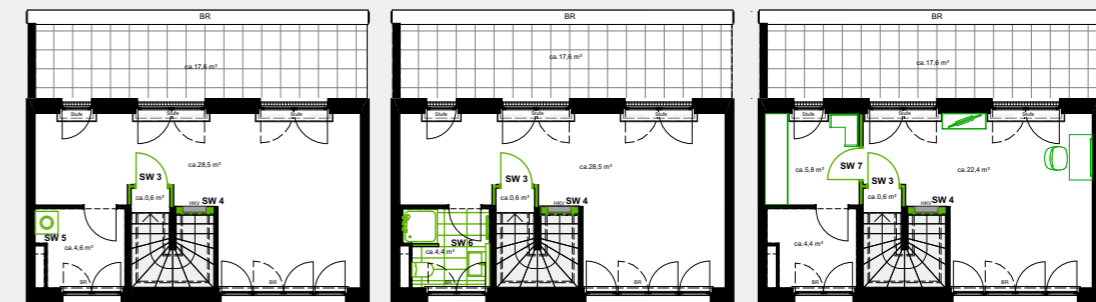 BR
ca.17,6 m²
Stufe
Stufe
Stufe
ca.28,5 m²
SW 3
ca.0,6 m²
HKV
SW 4
SW 5
ca.4,6 m²
BR
BR
BR
ca.17,6 m²
Stufe
Stufe
Stufe
ca.28,5 m²
SW 3
ca.0,6 m²
HKV
SW 4
SW 6
ca.4,4 m²
BR
BR
BR
ca.17,6 m²
Stufe
Stufe
Stufe
ca.5,8 m²
SW 7
SW 3
ca.22,4 m²
ca.0,6 m²
HKV
SW 4
ca.4,4 m²
BR
BR